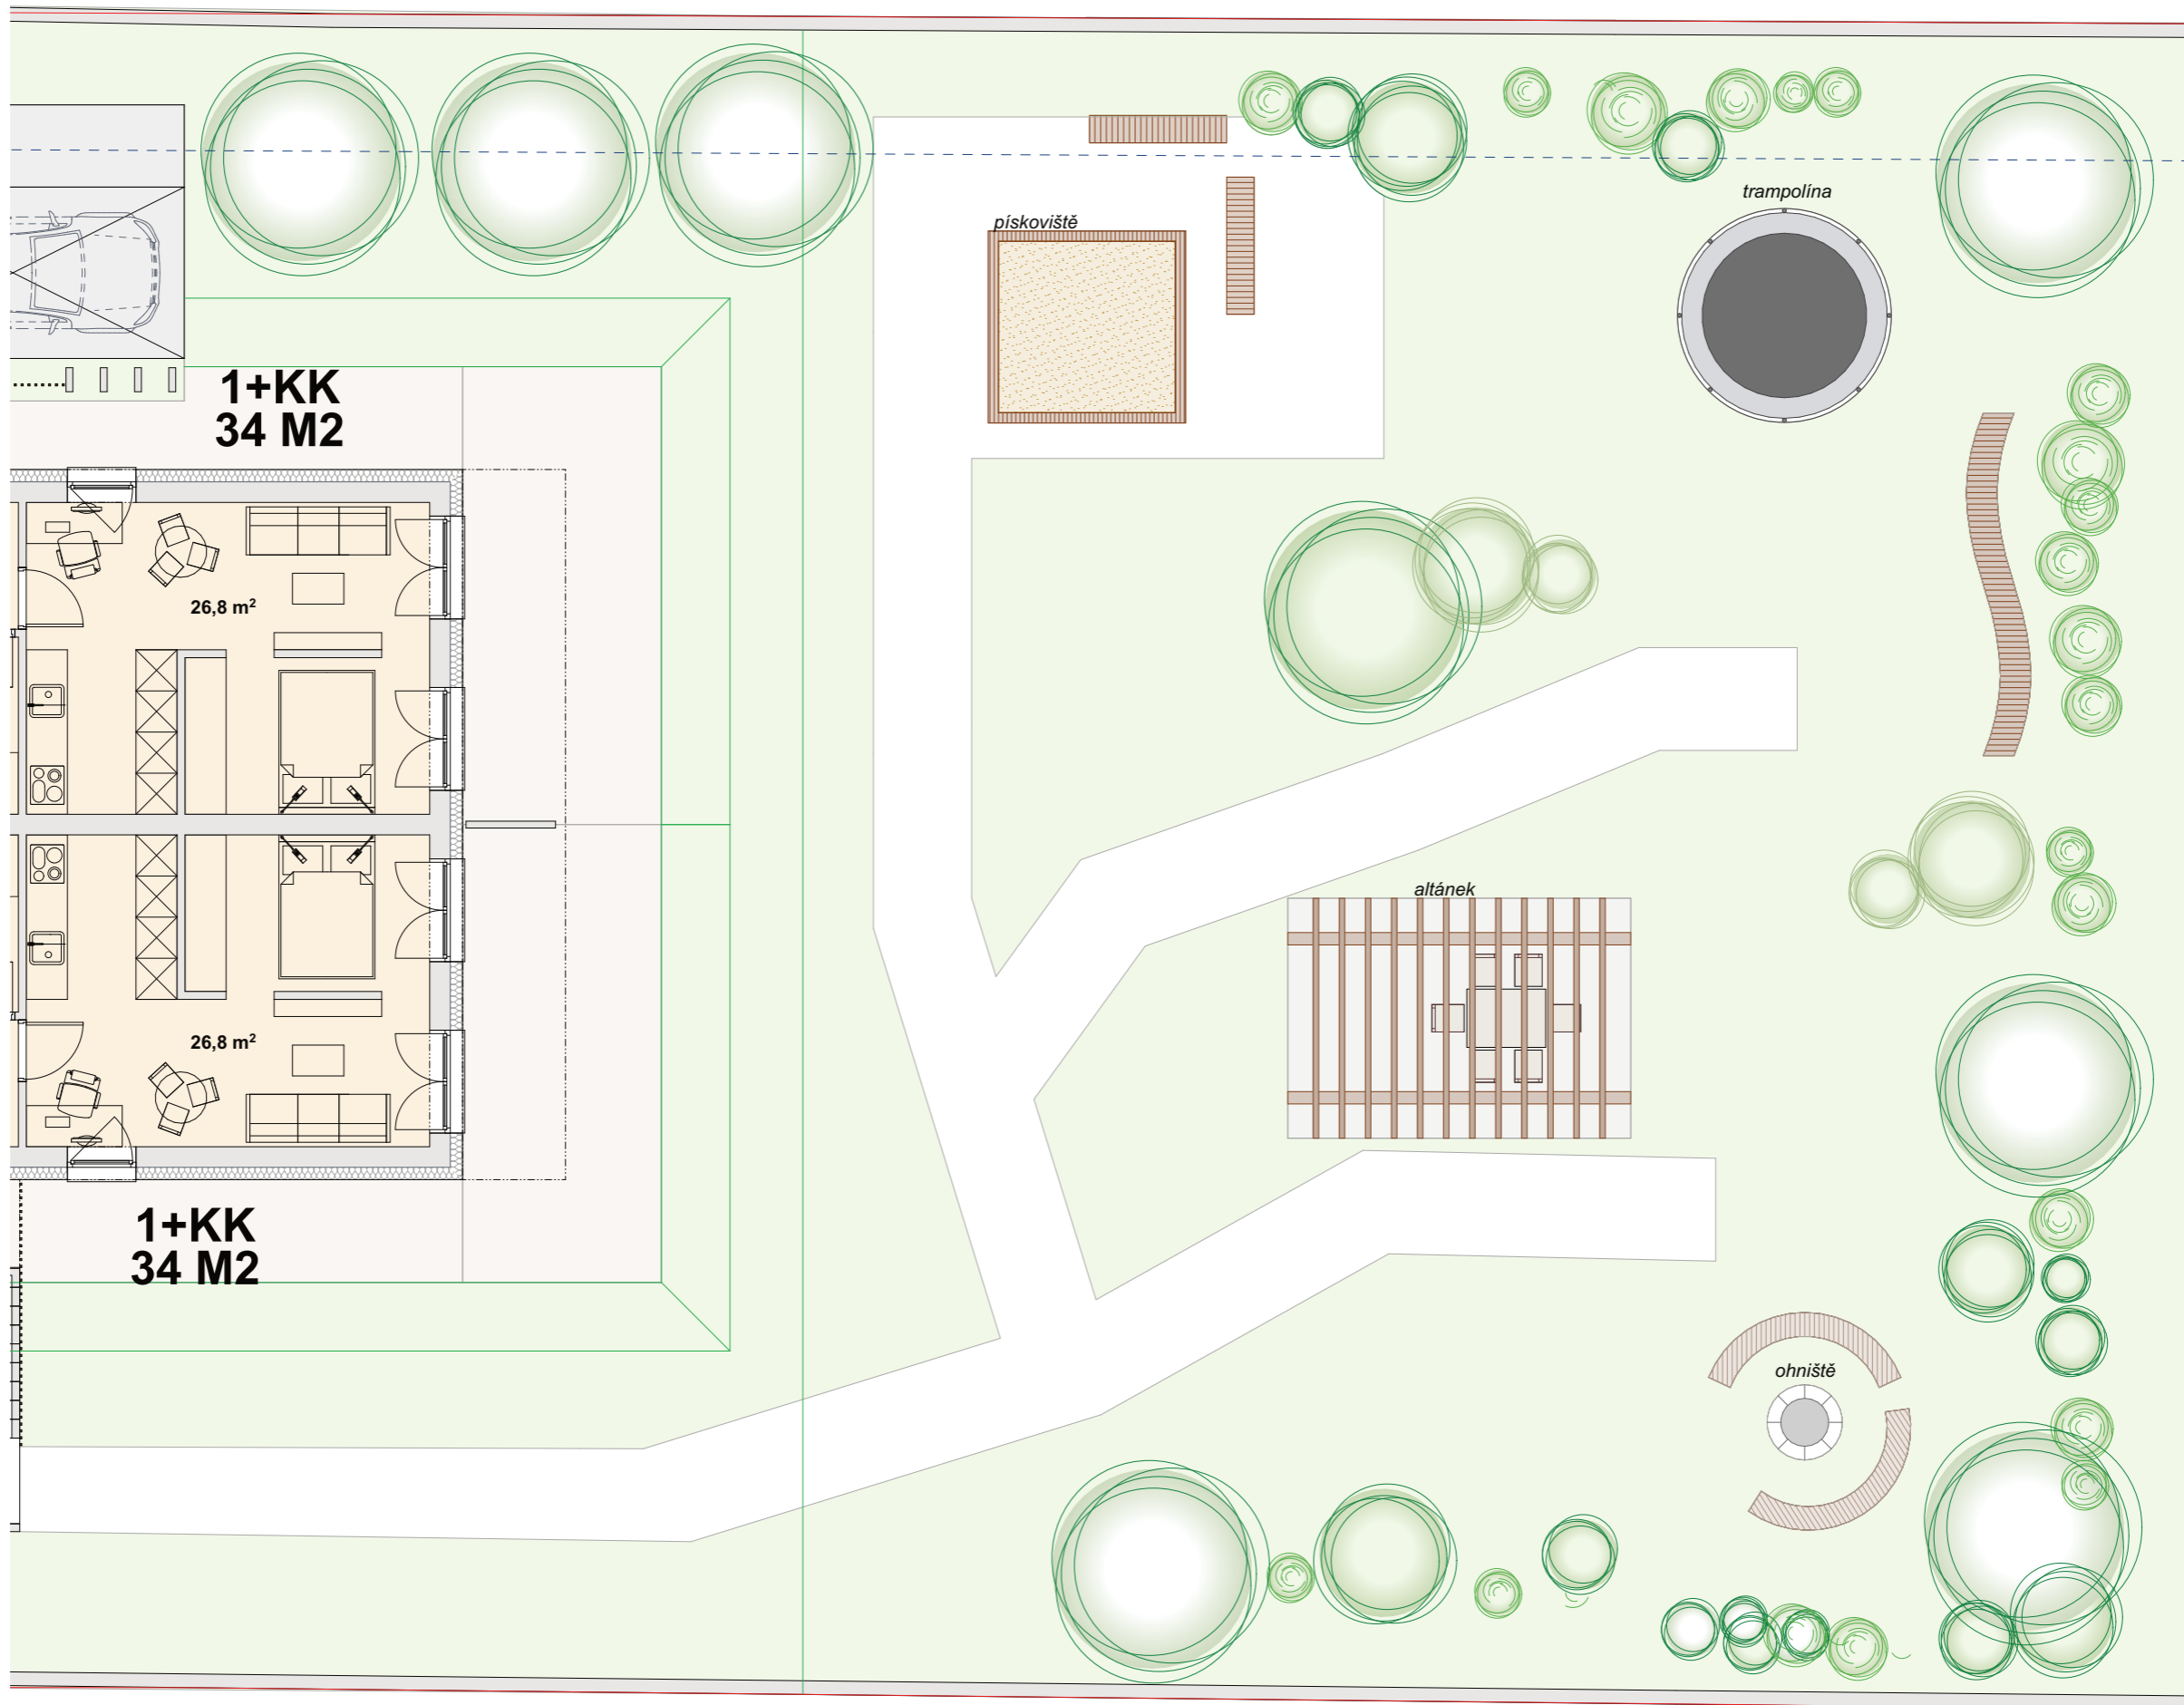 trampolína
pískoviště
1+KK
34 M2
26,8 m²
altánek
26,8 m²
1+KK
34 M2
ohniště